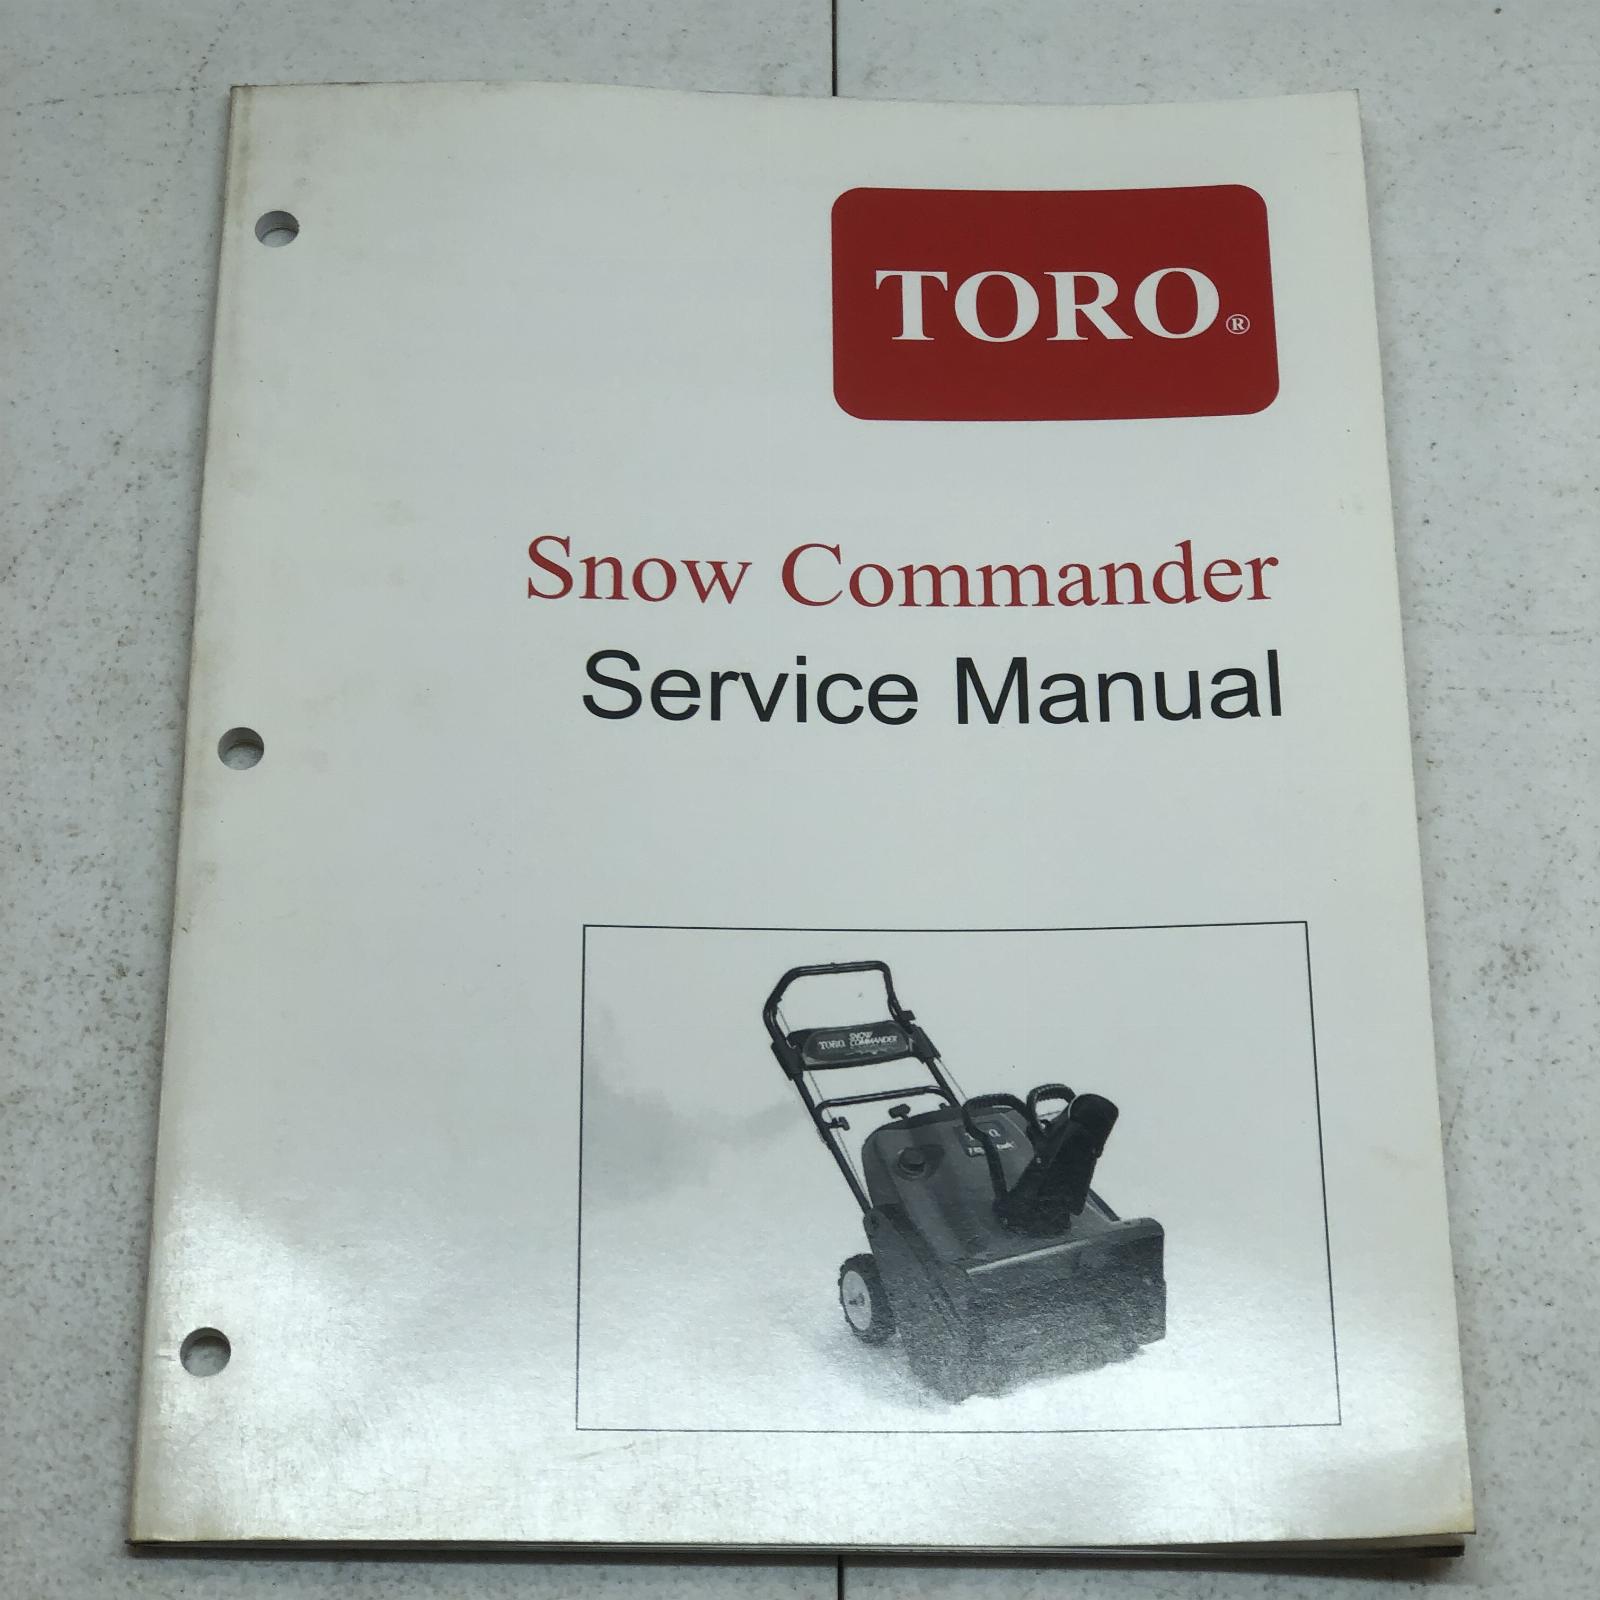 TORO®
Snow Commander
Service Manual
TORO SNOW
COMMANDER